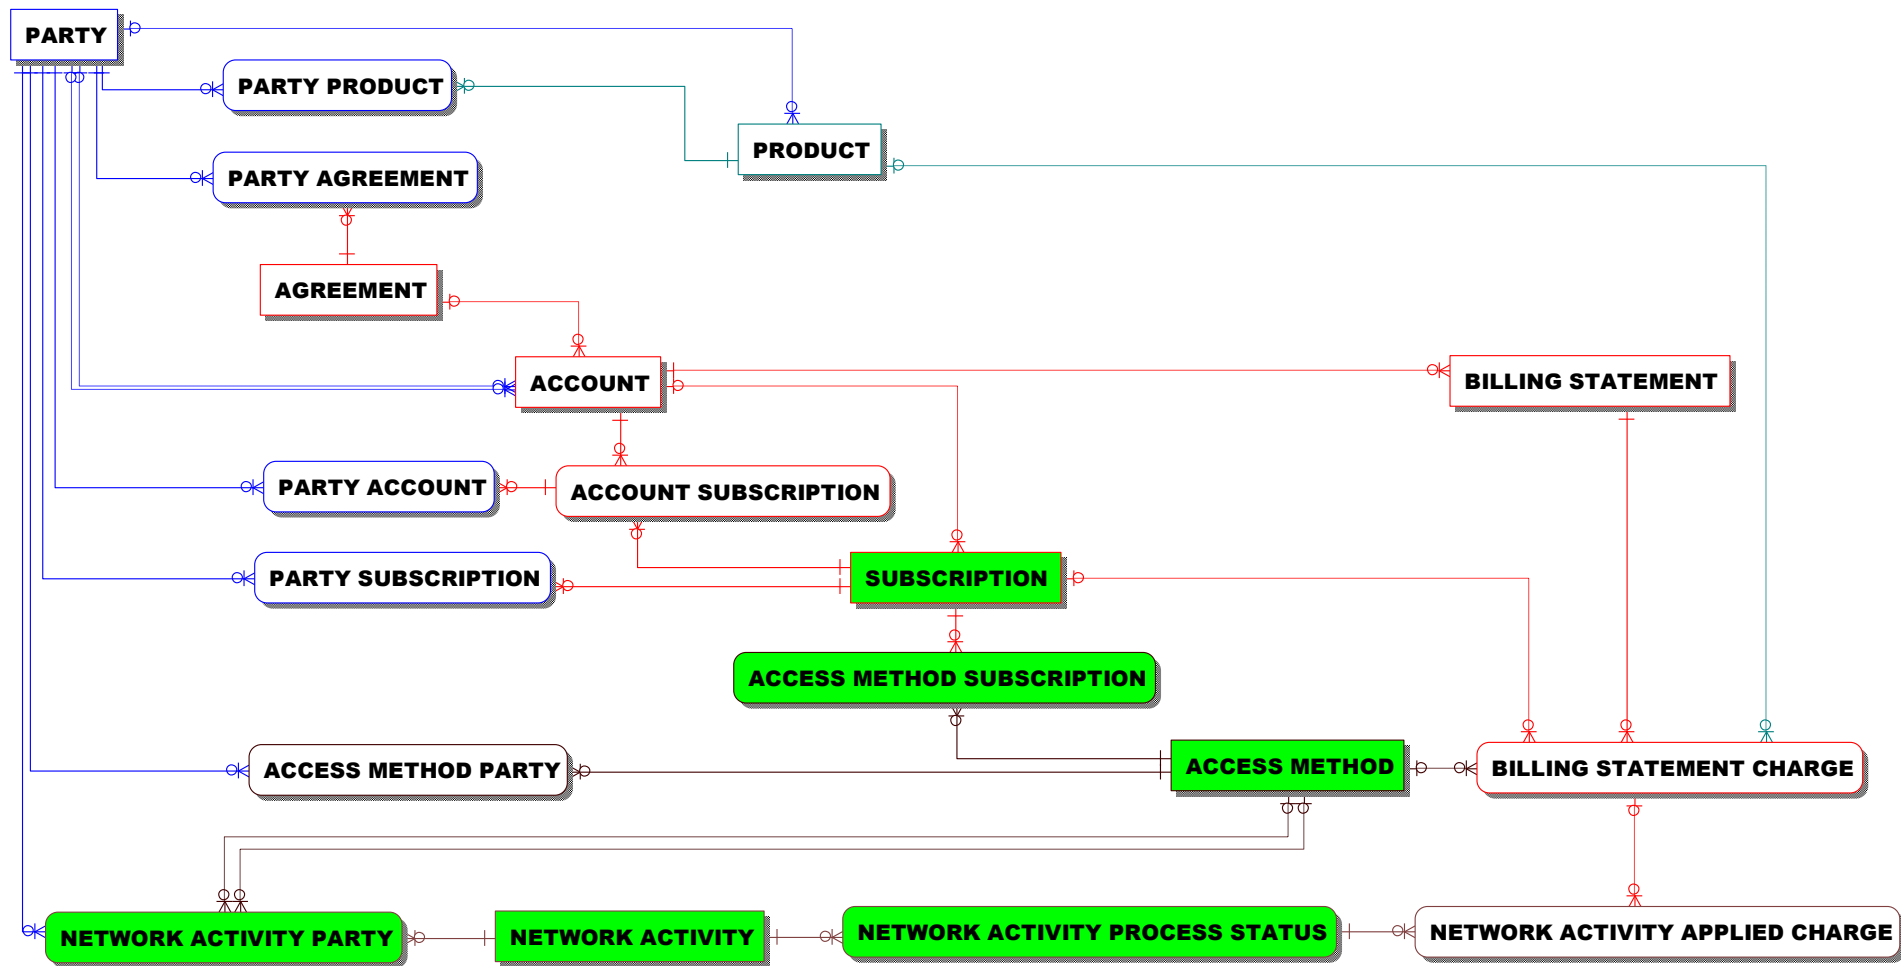 PARTY
PARTY PRODUCT
PRODUCT
PARTY AGREEMENT
AGREEMENT
ACCOUNT
BILLING STATEMENT
PARTY ACCOUNT
ACCOUNT SUBSCRIPTION
PARTY SUBSCRIPTION
SUBSCRIPTION
ACCESS METHOD SUBSCRIPTION
ACCESS METHOD PARTY
ACCESS METHOD
BILLING STATEMENT CHARGE
NETWORK ACTIVITY PARTY
NETWORK ACTIVITY
NETWORK ACTIVITY PROCESS STATUS
NETWORK ACTIVITY APPLIED CHARGE